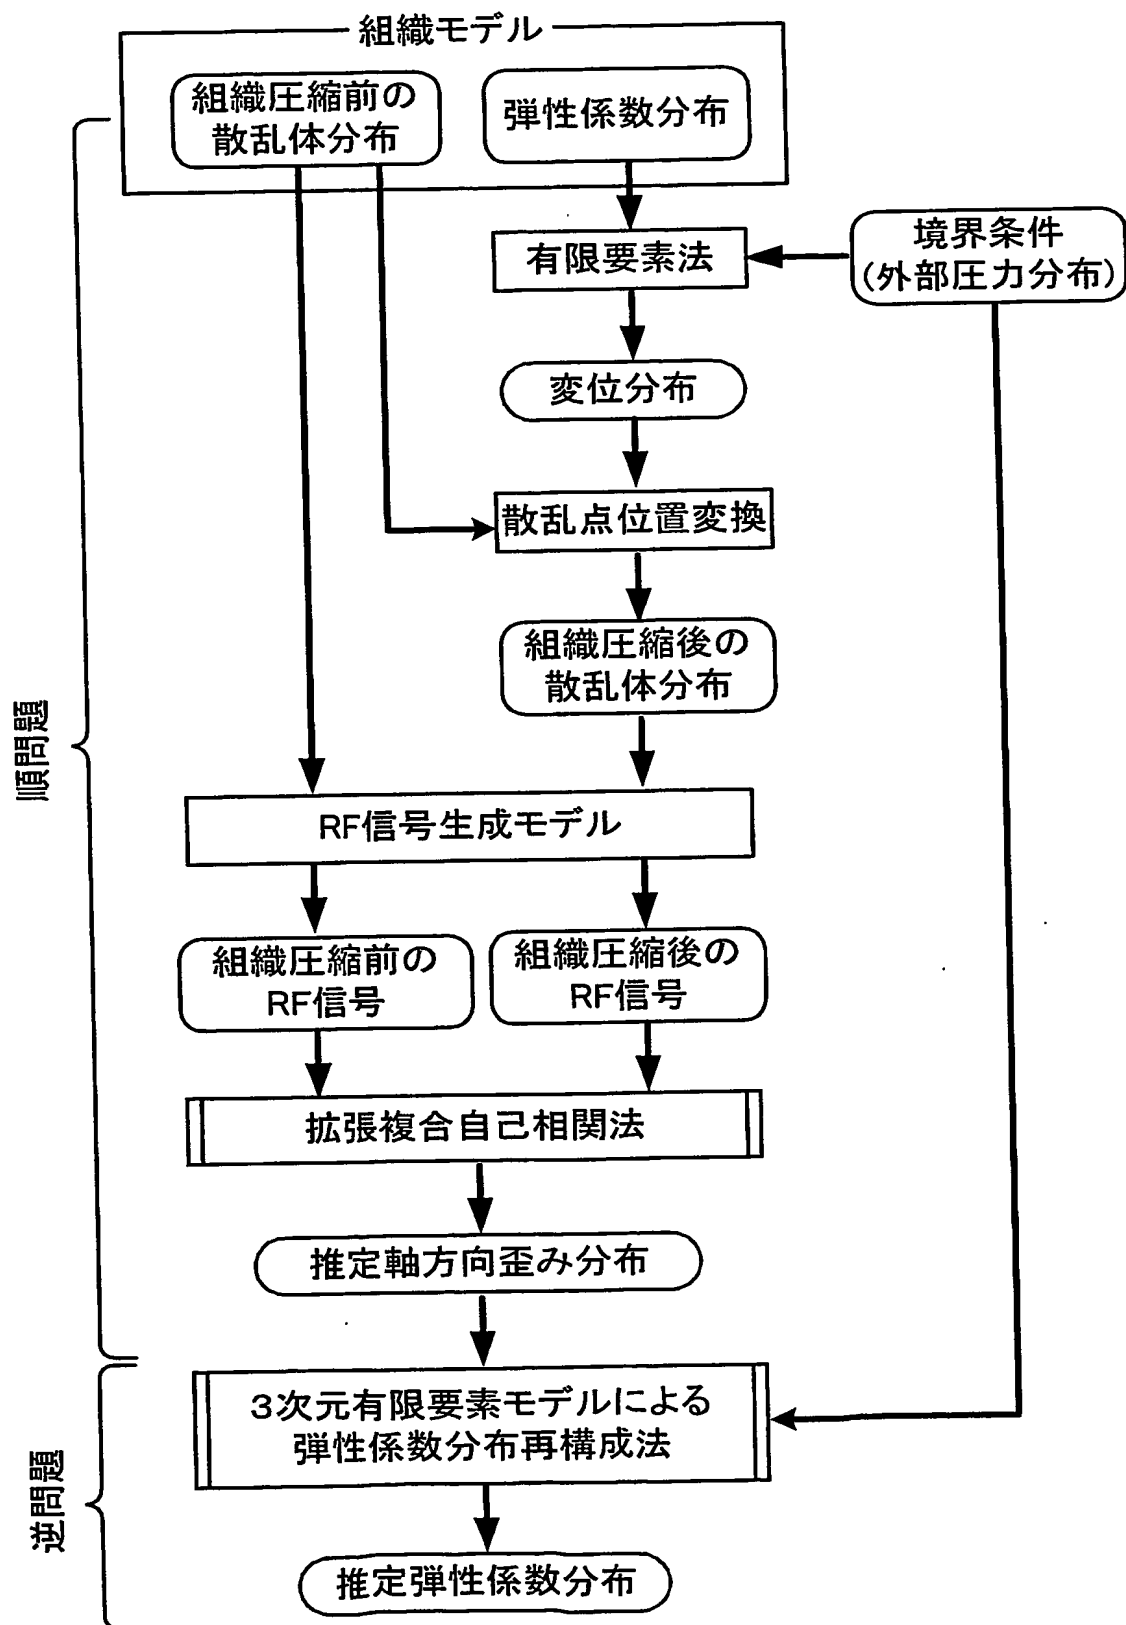 組織モデル
組織圧縮前の
散乱体分布
弾性係数分布
有限要素法
境界条件
(外部圧力分布)
変位分布
散乱点位置変換
組織圧縮後の
散乱体分布
順問題
RF信号生成モデル
組織圧縮前の
RF信号
組織圧縮後の
RF信号
拡張複合自己相関法
推定軸方向歪み分布
3次元有限要素モデルによる
弾性係数分布再構成法
逆問題
推定弾性係数分布